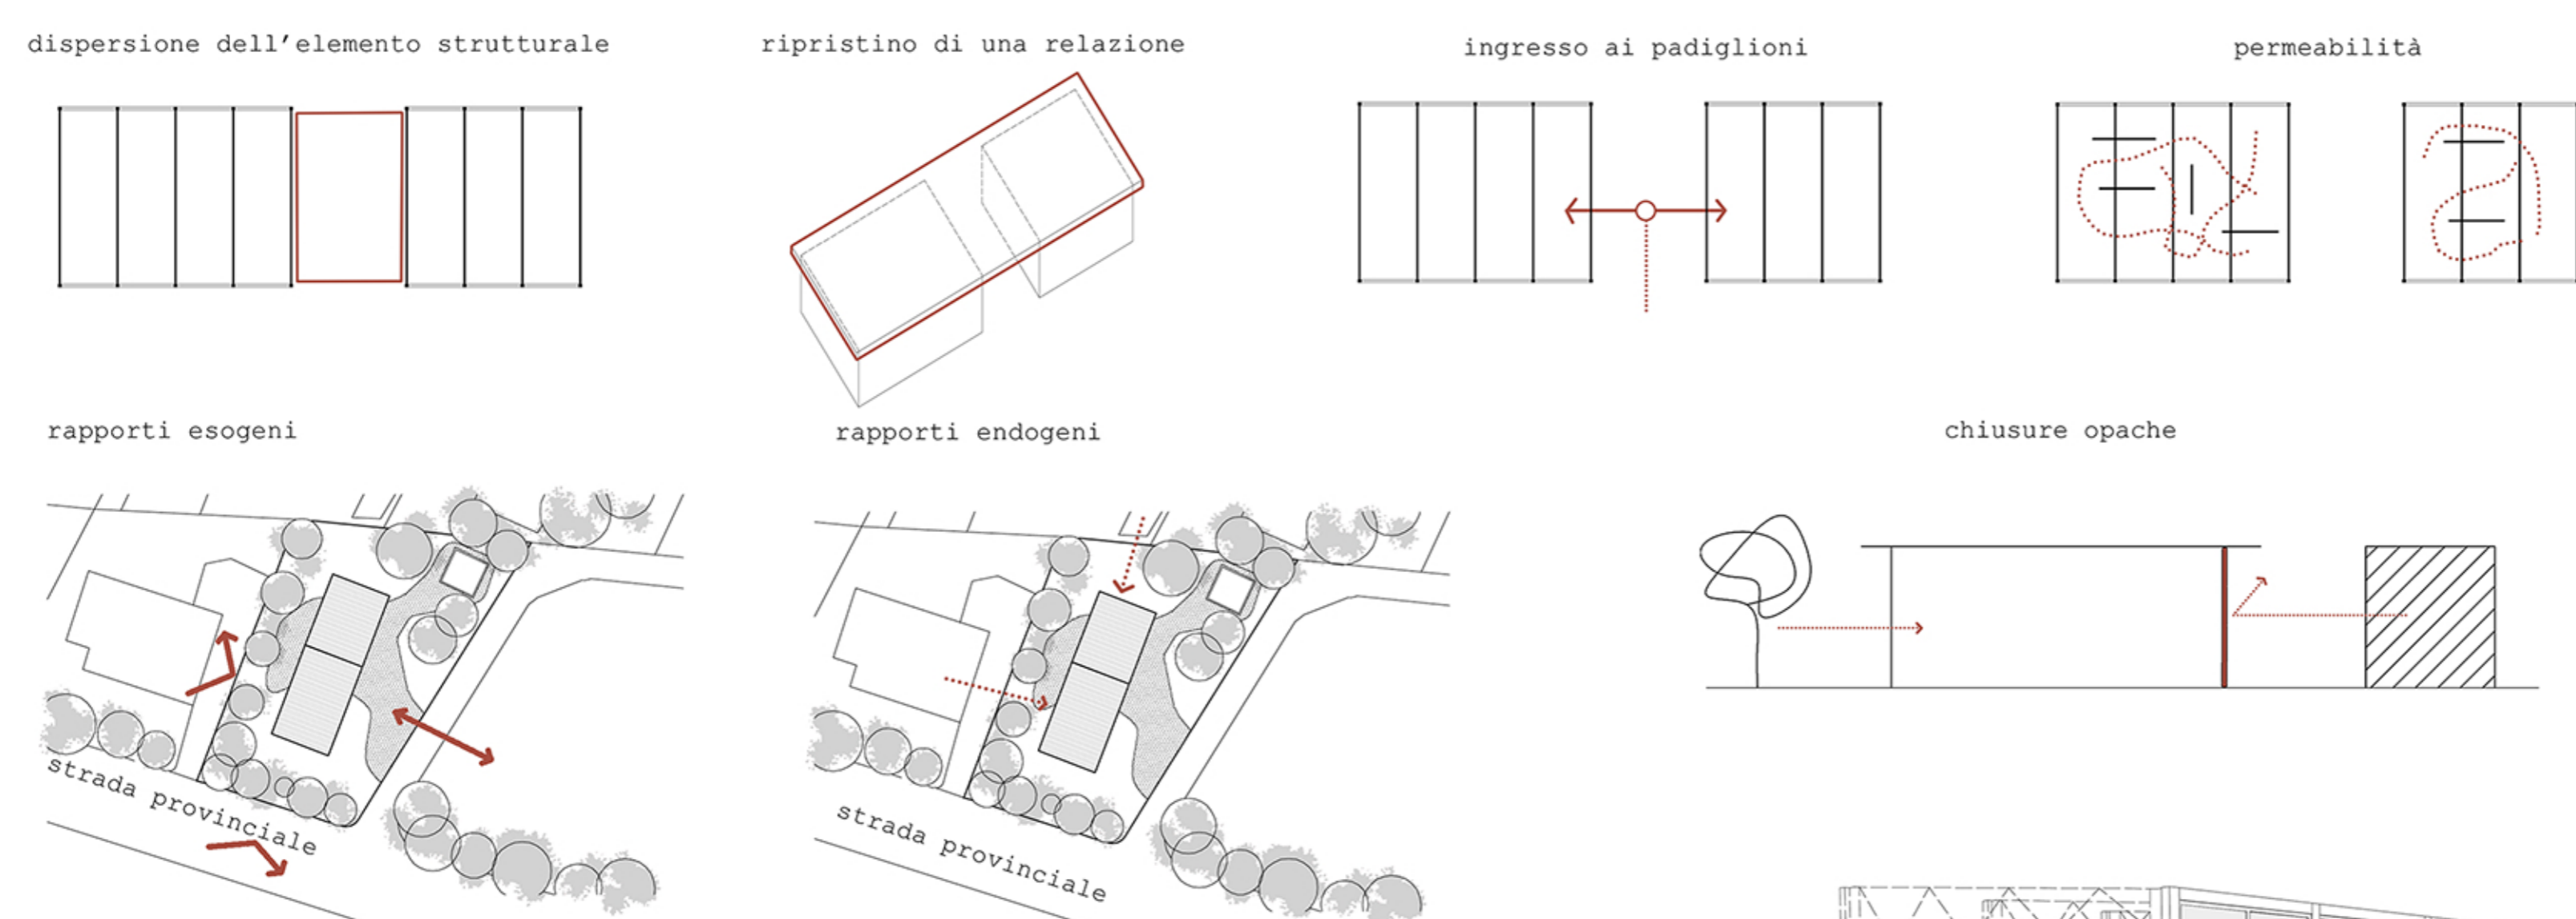 dispersione dell'elemento strutturale
ripristino di una relazione
ingresso ai padiglioni
permeabilità
rapporti esogeni
rapporti endogeni
chiusure opache
strada provinciale
strada provinciale